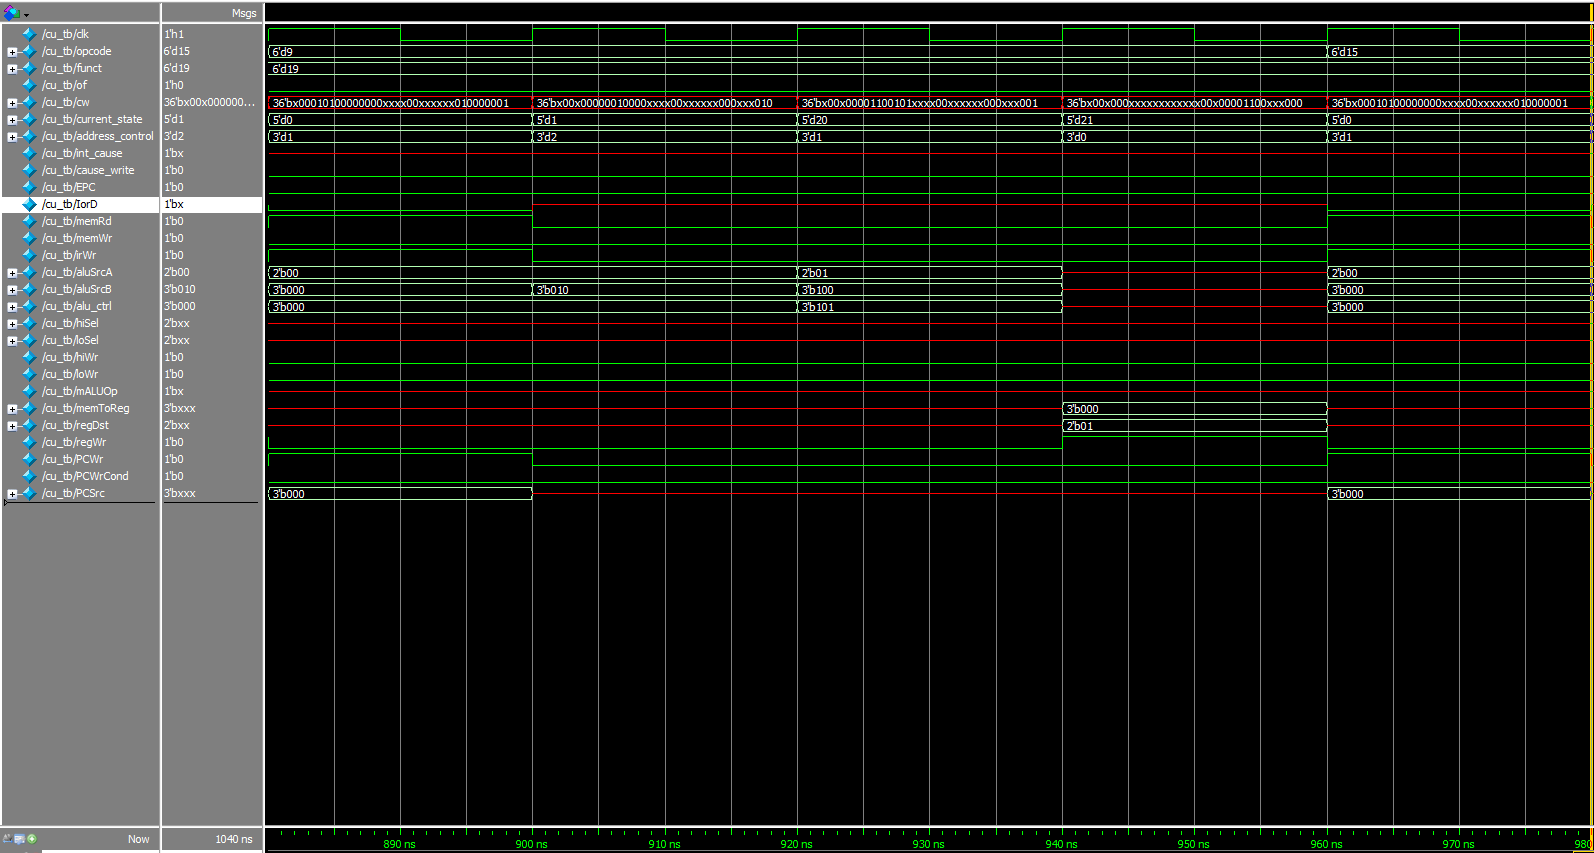 Msgs
/cu_tb/clk 1'h1
/cu_tb/opcode 6'd15 6'd9 6'd15
/cu_tb/funct 6'd19 6'd19
/cu_tb/of 1'h0
/cu_tb/cw 36'bx00x000000... 36'bx00010100000000xxxx00xxxxxx010000001 36'bx00x00000010000xxxx00xxxxxx000xxx010 36'bx00x00001100101xxxx00xxxxxx000xxx001 36'bx00x000xxxxxxxxxxxx00x00001100xxx000 36'bx00010100000000xxxx00xxxxxx010000001
/cu_tb/current_state 5'd1 5'd0 5'd1 5'd20 5'd21 5'd0
/cu_tb/address_control 3'd2 3'd1 3'd2 3'd1 3'd0 3'd1
/cu_tb/int_cause 1'bx
/cu_tb/cause_write 1'b0
/cu_tb/EPC 1'b0
/cu_tb/IorD 1'bx
/cu_tb/memRd 1'b0
/cu_tb/memWr 1'b0
/cu_tb/irWr 1'b0
/cu_tb/aluSrcA 2'b00 2'b00 2'b01 2'b00
/cu_tb/aluSrcB 3'b010 3'b000 3'b010 3'b100 3'b000
/cu_tb/alu_ctrl 3'b000 3'b000 3'b101 3'b000
/cu_tb/hiSel 2'bxx
/cu_tb/loSel 2'bxx
/cu_tb/hiWr 1'b0
/cu_tb/loWr 1'b0
/cu_tb/mALUOp 1'bx
/cu_tb/memToReg 3'bxxx 3'b000
/cu_tb/regDst 2'bxx 2'b01
/cu_tb/regWr 1'b0
/cu_tb/PCWr 1'b0
/cu_tb/PCWrCond 1'b0
/cu_tb/PCSrc 3'bxxx 3'b000 3'b000
Now 1040 ns 890 ns 900 ns 910 ns 920 ns 930 ns 940 ns 950 ns 960 ns 970 ns 980